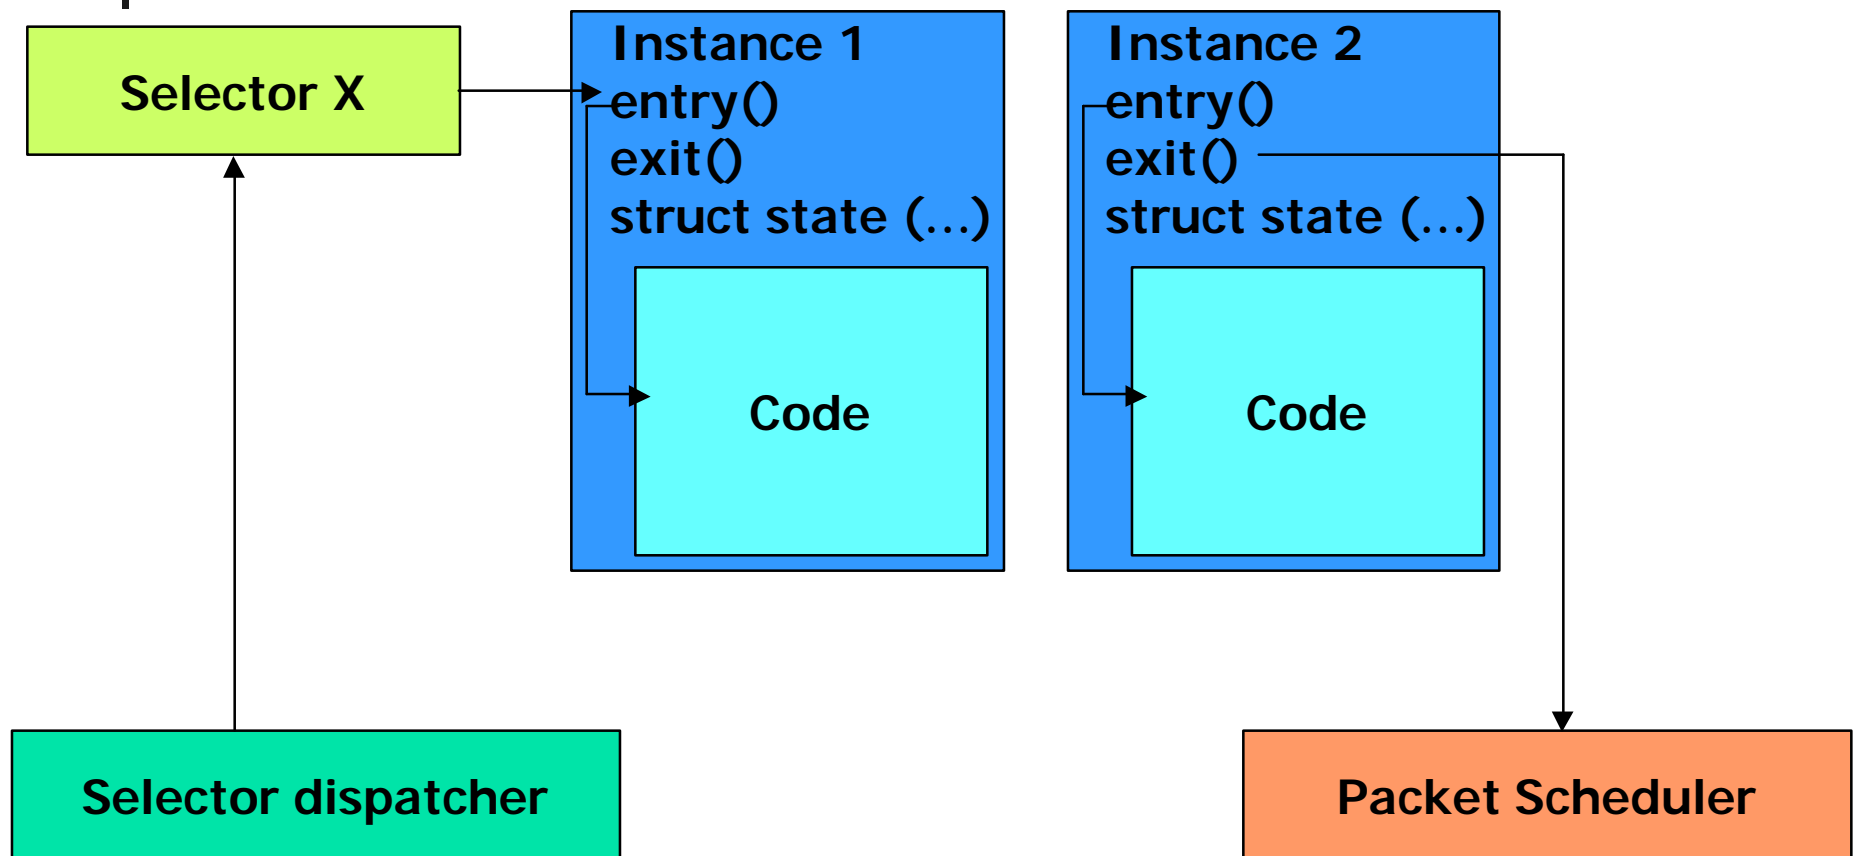 Selector X
Instance 1
entry()
exit()
struct state (...)
Code
Instance 2
entry()
exit()
struct state (...)
Code
Selector dispatcher
Packet Scheduler